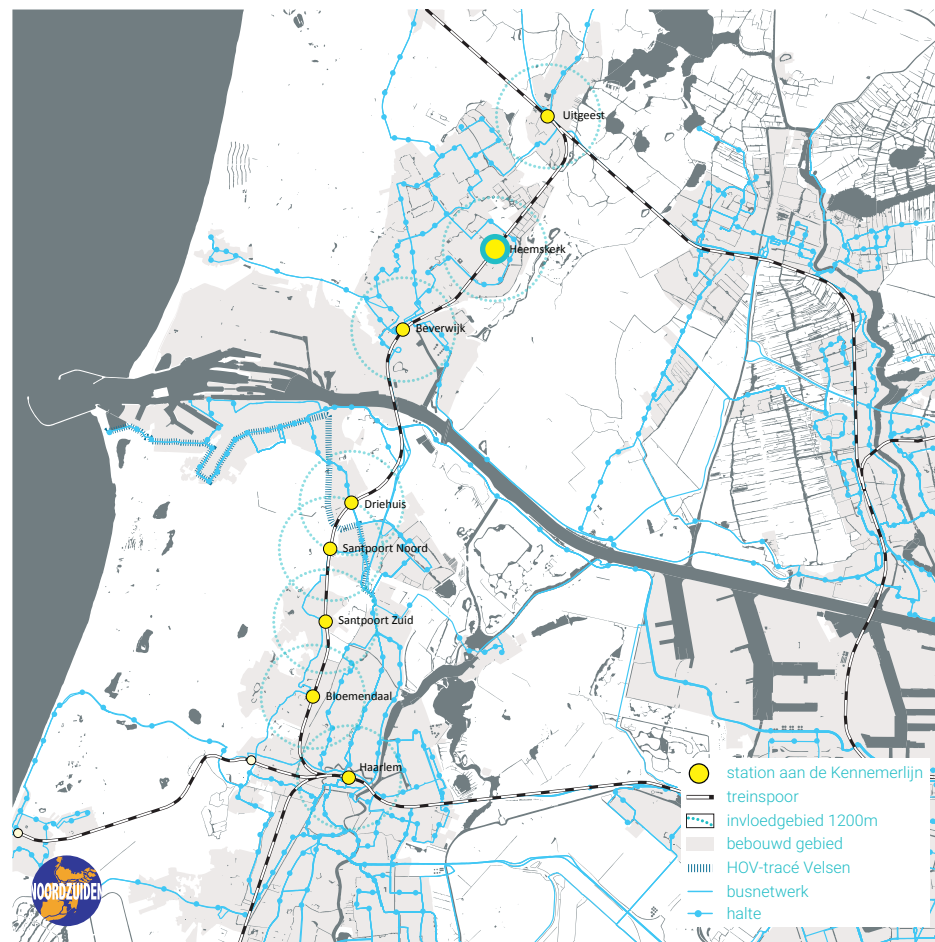 Uitgeest
Heemskerk
Beverwijk
Driehuis
Santpoort Noord
Santpoort Zuid
Bloemendaal
Haarlem
station aan de Kennemerlijn
treinspoor
invloedgebied 1200m
bebouwd gebied
HOV-tracé Velsen
busnetwerk
halte
NOORDZUIDEN